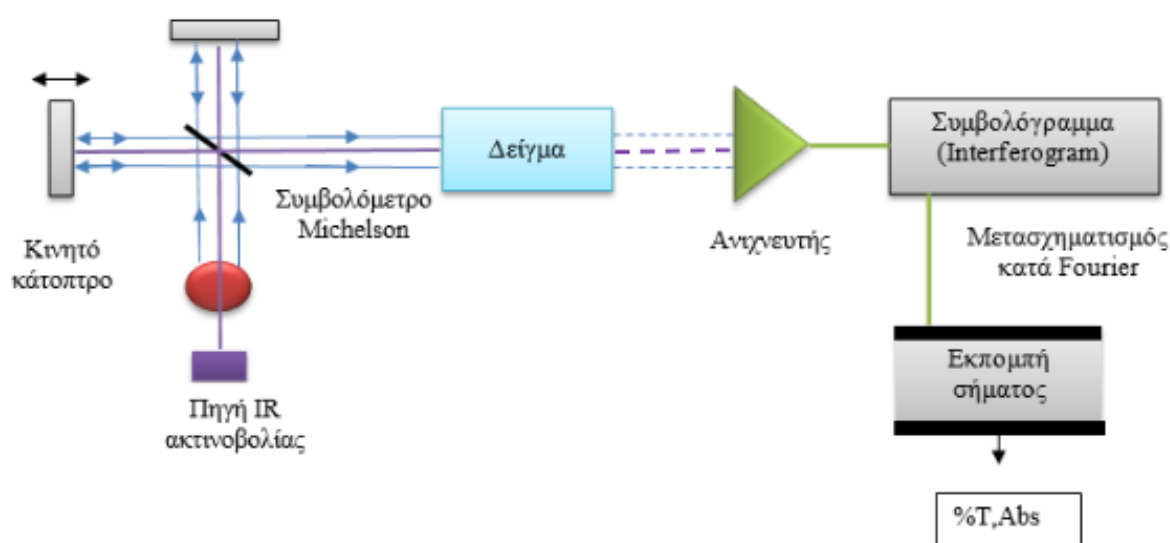 Κινητό
κάτοπτρο
Πηγή IR
ακτινοβολίας
Συμβολόμετρο
Michelson
Δείγμα
Ανιχνευτής
Συμβολόγραμμα
(Interferogram)
Μετασχηματισμός
κατά Fourier
Εκπομπή
σήματος
%T,Abs